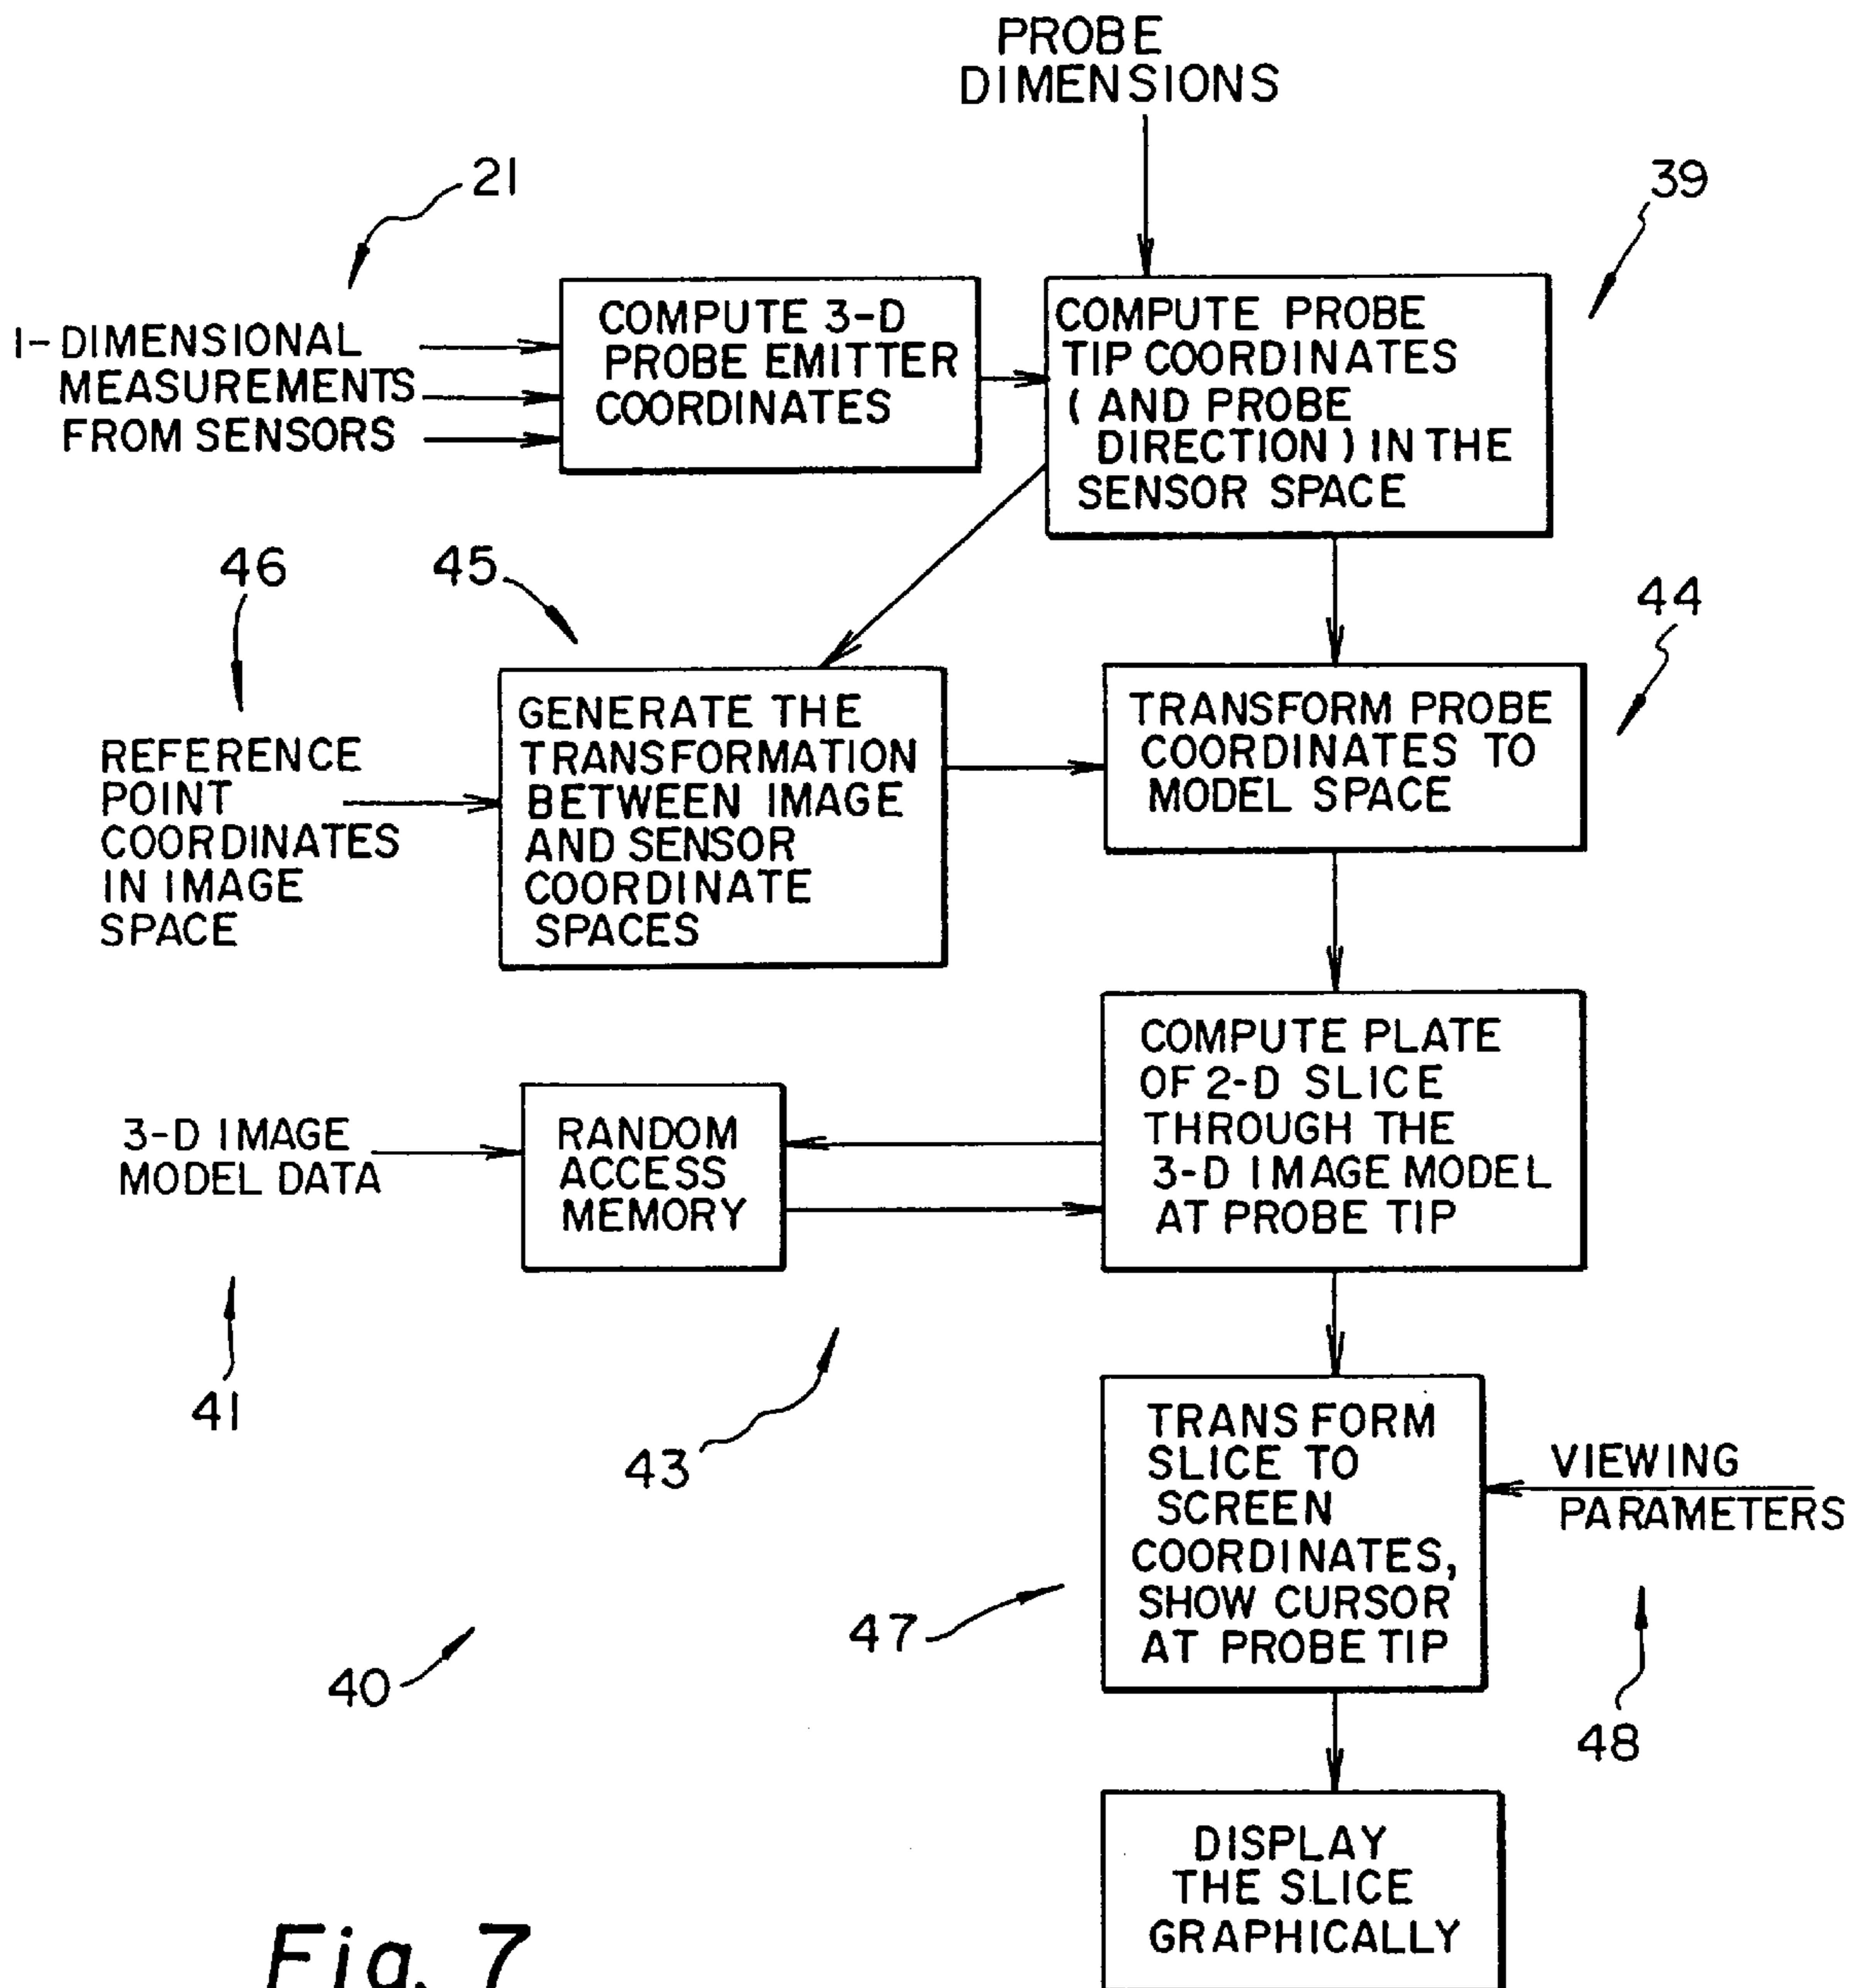 PROBE
DIMENSIONS
21
39
1-DIMENSIONAL
MEASUREMENTS
FROM SENSORS
COMPUTE 3-D
PROBE EMITTER
COORDINATES
COMPUTE PROBE
TIP COORDINATES
(AND PROBE
DIRECTION) IN THE
SENSOR SPACE
46
45
44
REFERENCE
POINT
COORDINATES
IN IMAGE
SPACE
GENERATE THE
TRANSFORMATION
BETWEEN IMAGE
AND SENSOR
COORDINATE
SPACES
TRANSFORM PROBE
COORDINATES TO
MODEL SPACE
3-D IMAGE
MODEL DATA
RANDOM
ACCESS
MEMORY
COMPUTE PLATE
OF 2-D SLICE
THROUGH THE
3-D IMAGE MODEL
AT PROBE TIP
41
43
TRANSFORM
SLICE TO
SCREEN
COORDINATES,
SHOW CURSOR
AT PROBE TIP
VIEWING
PARAMETERS
47
40
48
DISPLAY
THE SLICE
GRAPHICALLY
Fig. 7